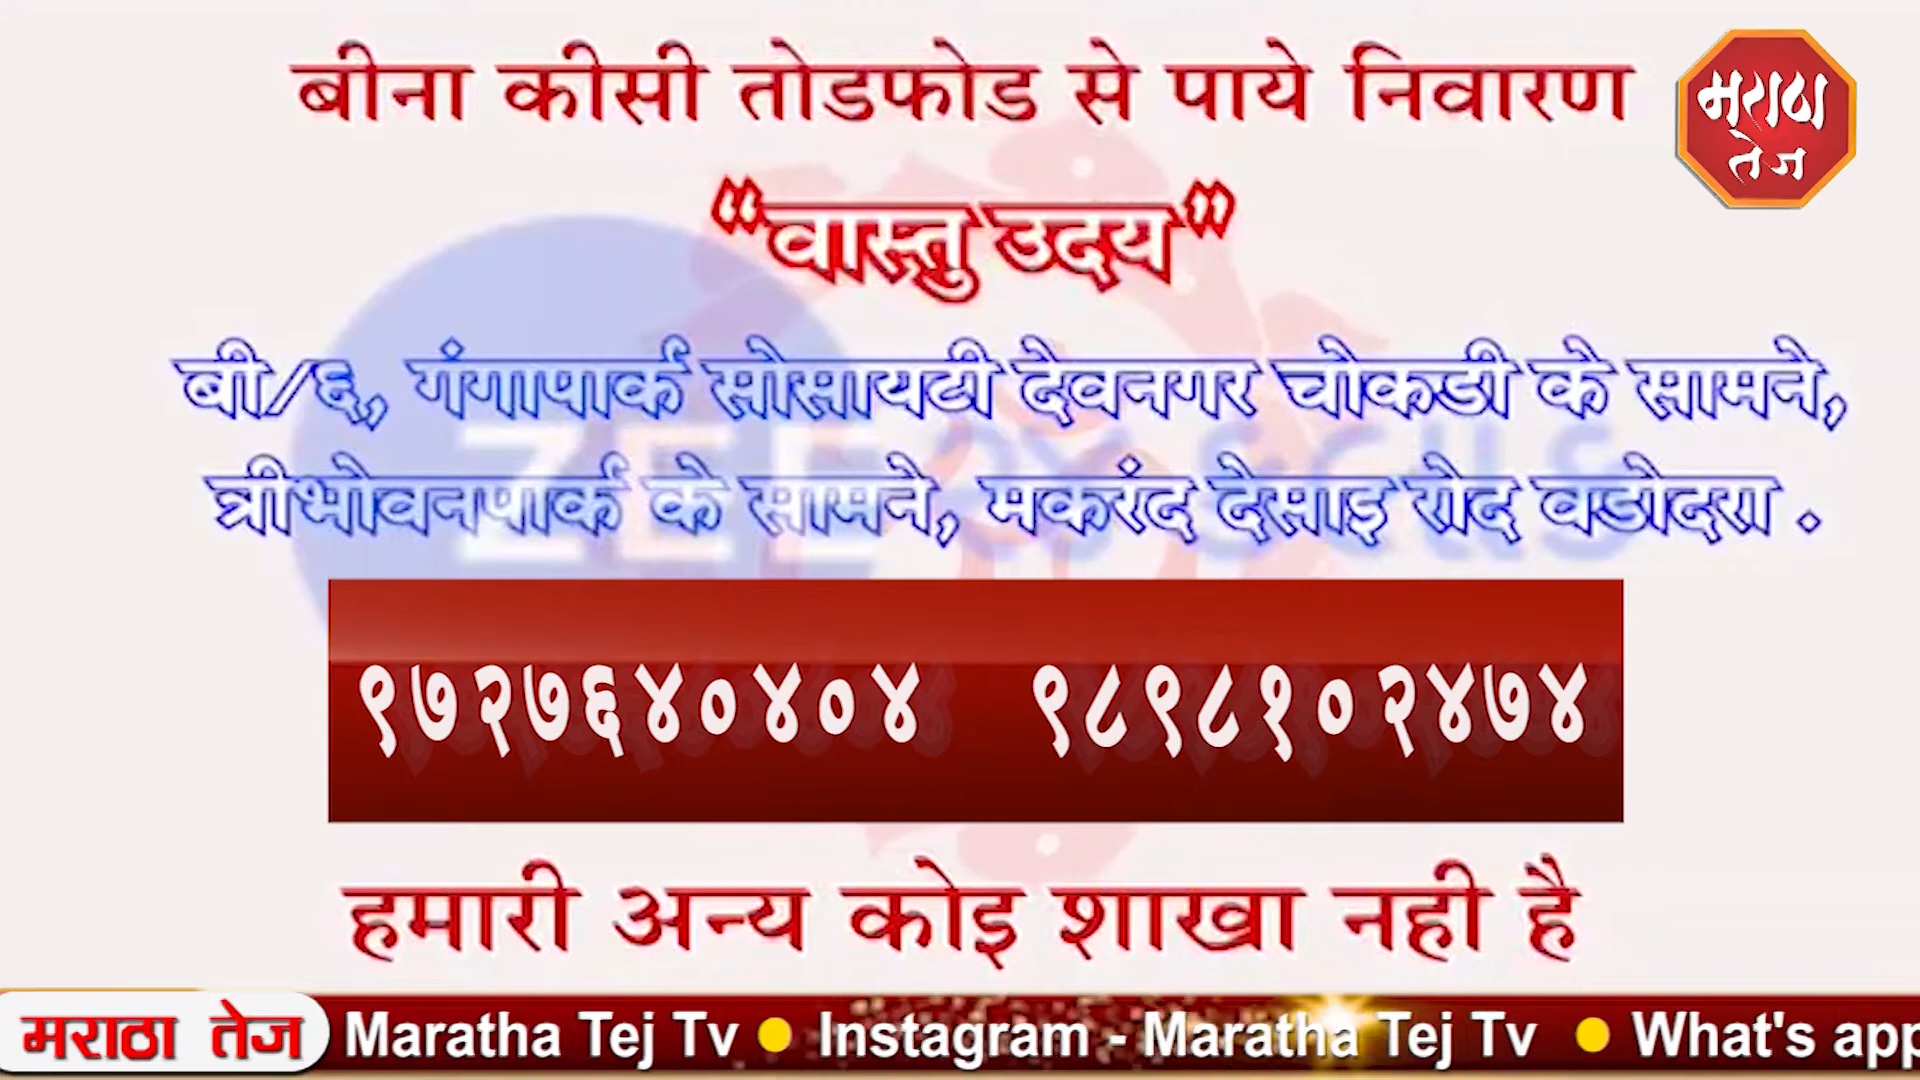 बीना कीसी तोडफोड से पाये निवारण
मराठा
तेज
“वास्तु उदय”
बी/६, गंगापार्क सोसायटी देवनगर चौकडी के सामने,
त्रीभोवनपार्क के सामने, मकरंद देसाइ रोद वडोदरा .
ZEE
९७२७६४०४०४ ९८९८१०२४७४
हमारी अन्य कोइ शाखा नही है
मराठा तेज Maratha Tej Tv Instagram - Maratha Tej Tv What's app